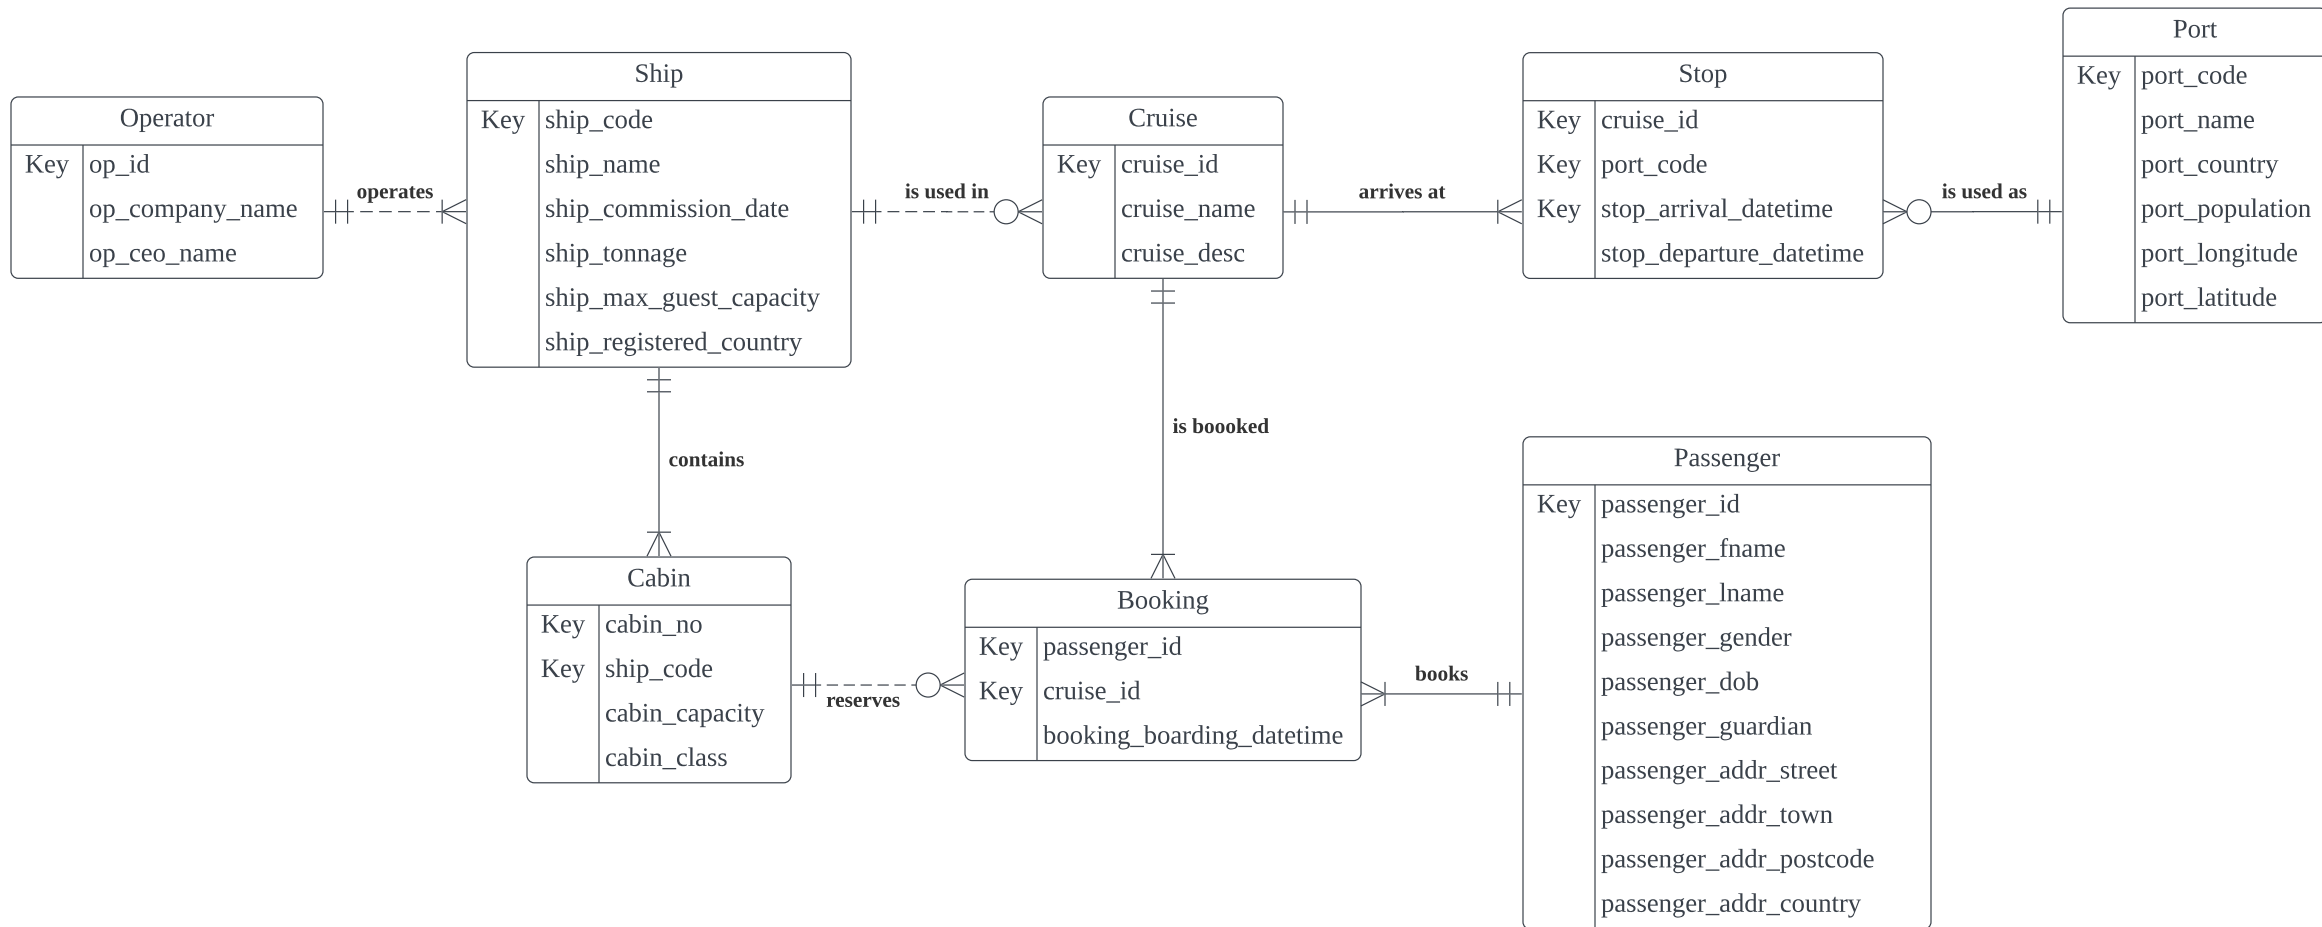 Operator
Key op_id
op_company_name
op_ceo_name
operates
Ship
Key ship_code
ship_name
ship_commission_date
ship_tonnage
ship_max_guest_capacity
ship_registered_country
is used in
Cruise
Key cruise_id
cruise_name
cruise_desc
arrives at
Stop
Key cruise_id
Key port_code
Key stop_arrival_datetime
stop_departure_datetime
is used as
Port
Key port_code
port_name
port_country
port_population
port_longitude
port_latitude
contains
is boooked
Cabin
Key cabin_no
Key ship_code
cabin_capacity
cabin_class
reserves
Booking
Key passenger_id
Key cruise_id
booking_boarding_datetime
books
Passenger
Key passenger_id
passenger_fname
passenger_lname
passenger_gender
passenger_dob
passenger_guardian
passenger_addr_street
passenger_addr_town
passenger_addr_postcode
passenger_addr_country